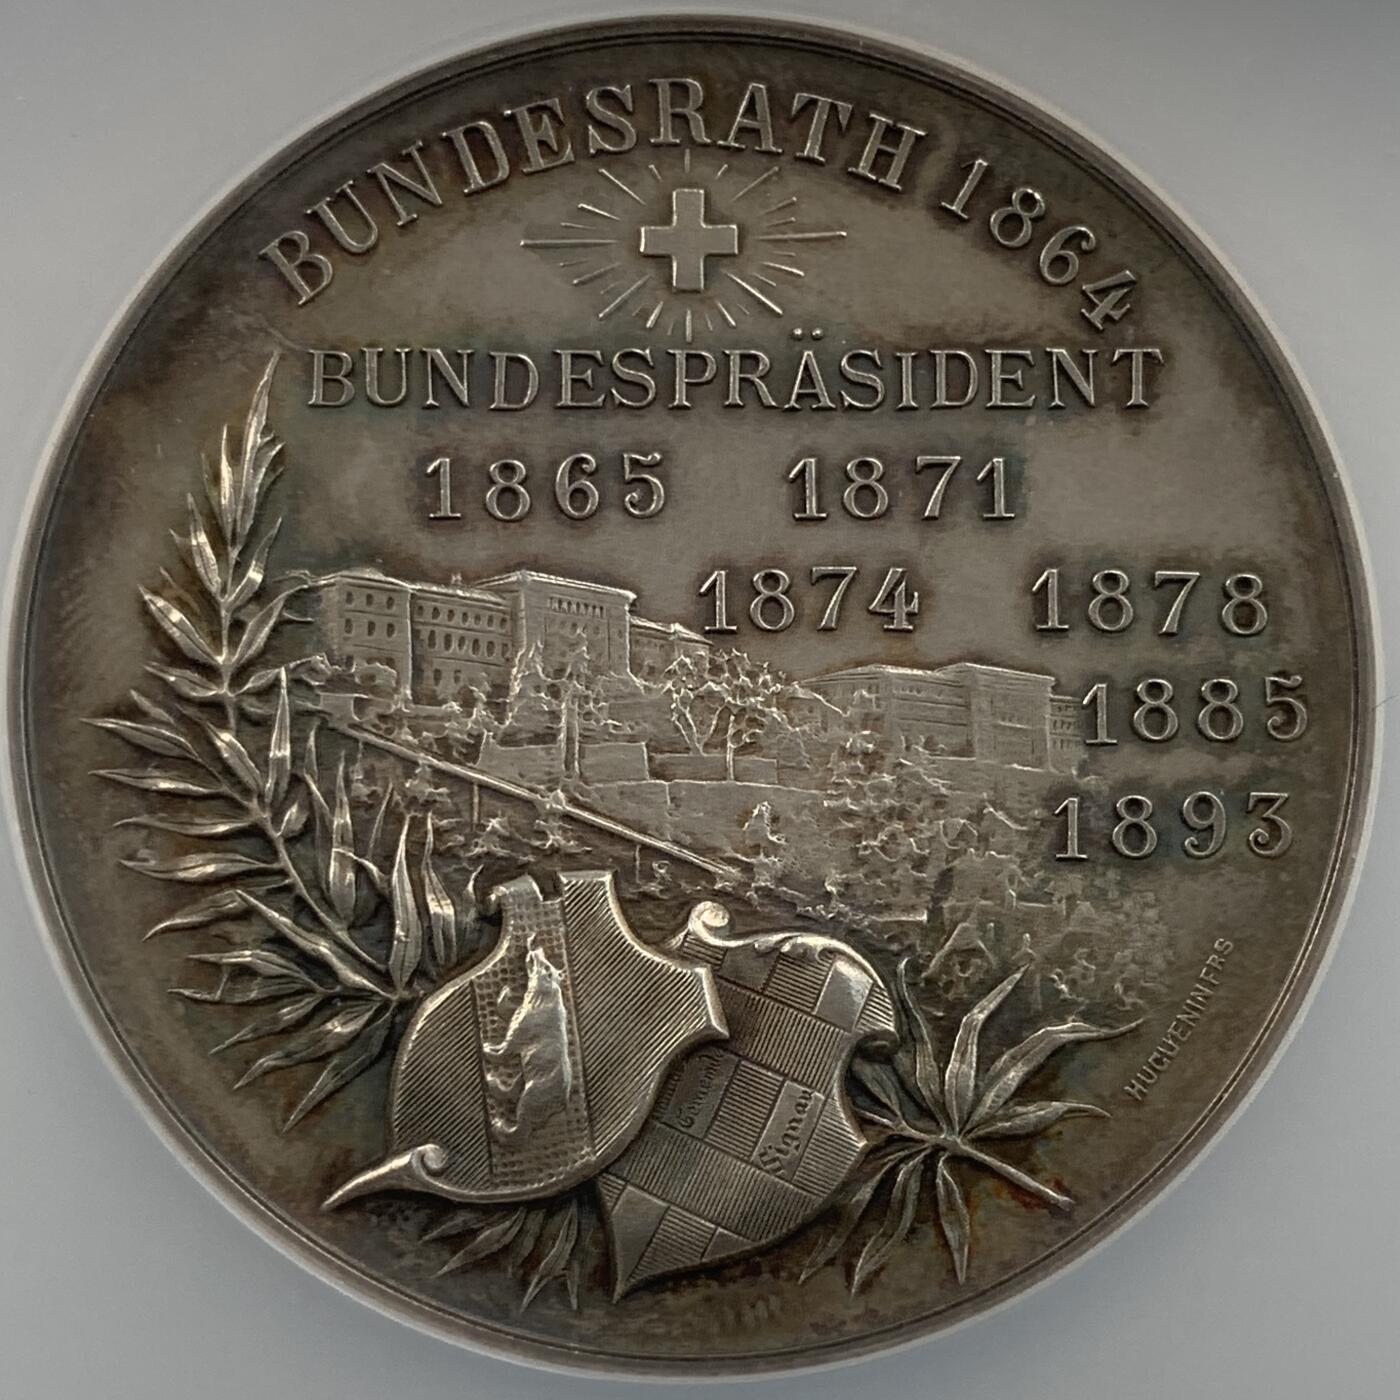 BUNDESRATH 1864
BUNDESPRÄSIDENT
1865 1871
1874 1878
1885
1893
HUGUENIN FRS
Gemeinde
Signau